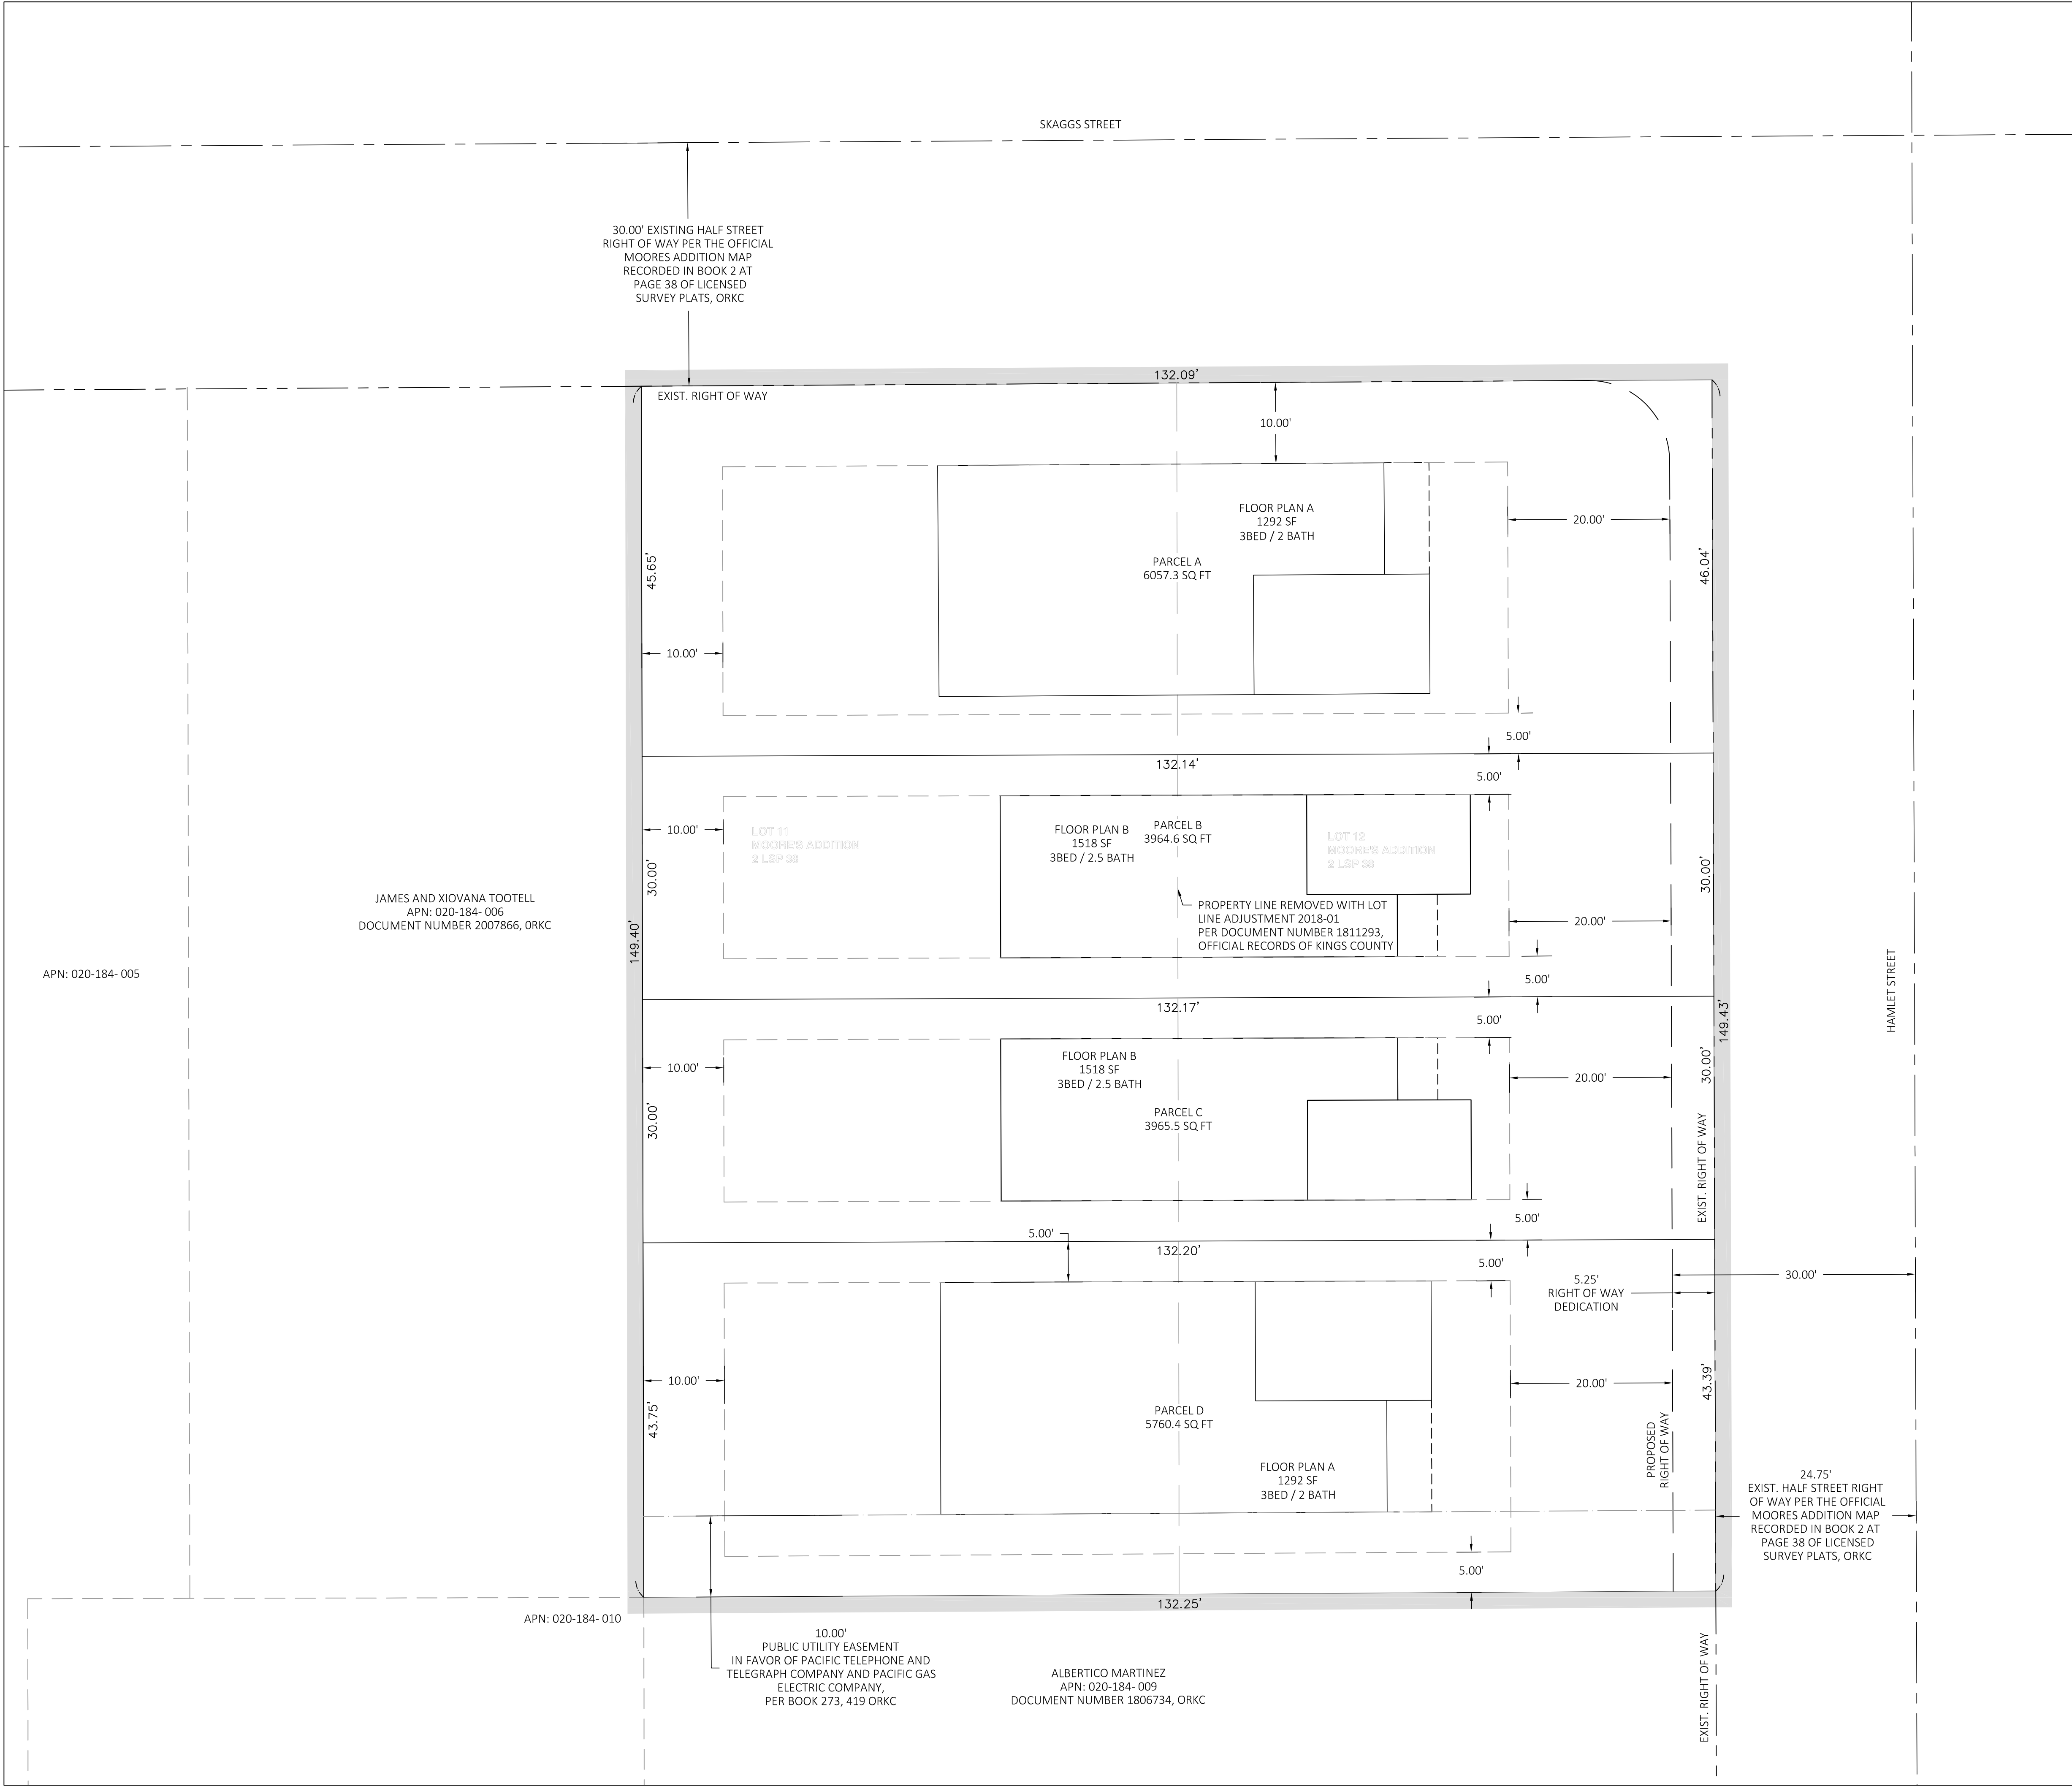 SKAGGS STREET
30.00' EXISTING HALF STREET
RIGHT OF WAY PER THE OFFICIAL
MOORES ADDITION MAP
RECORDED IN BOOK 2 AT
PAGE 38 OF LICENSED
SURVEY PLATS, ORKC
132.09'
EXIST. RIGHT OF WAY
10.00'
FLOOR PLAN A
1292 SF
3BED / 2 BATH
20.00'
PARCEL A
6057.3 SQ FT
45.65'
46.04'
10.00'
5.00'
132.14'
5.00'
10.00'
LOT 11
MOORE'S ADDITION
2 LSP 38
FLOOR PLAN B
1518 SF
3BED / 2.5 BATH
PARCEL B
3964.6 SQ FT
LOT 12
MOORE'S ADDITION
2 LSP 38
30.00'
30.00'
PROPERTY LINE REMOVED WITH LOT
LINE ADJUSTMENT 2018-01
PER DOCUMENT NUMBER 1811293,
OFFICIAL RECORDS OF KINGS COUNTY
20.00'
JAMES AND XIOVANA TOOTELL
APN: 020-184- 006
DOCUMENT NUMBER 2007866, 0RKC
149.40'
APN: 020-184- 005
HAMLET STREET
5.00'
132.17'
149.43'
5.00'
10.00'
FLOOR PLAN B
1518 SF
3BED / 2.5 BATH
20.00'
30.00'
PARCEL C
3965.5 SQ FT
30.00'
EXIST. RIGHT OF WAY
5.00'
5.00'
132.20'
5.00'
5.25'
RIGHT OF WAY
DEDICATION
30.00'
10.00'
20.00'
43.39'
43.75'
PARCEL D
5760.4 SQ FT
PROPOSED
RIGHT OF WAY
FLOOR PLAN A
1292 SF
3BED / 2 BATH
24.75'
EXIST. HALF STREET RIGHT
OF WAY PER THE OFFICIAL
MOORES ADDITION MAP
RECORDED IN BOOK 2 AT
PAGE 38 OF LICENSED
SURVEY PLATS, ORKC
5.00'
132.25'
APN: 020-184- 010
10.00'
PUBLIC UTILITY EASEMENT
IN FAVOR OF PACIFIC TELEPHONE AND
TELEGRAPH COMPANY AND PACIFIC GAS
ELECTRIC COMPANY,
PER BOOK 273, 419 ORKC
ALBERTICO MARTINEZ
APN: 020-184- 009
DOCUMENT NUMBER 1806734, ORKC
EXIST. RIGHT OF WAY